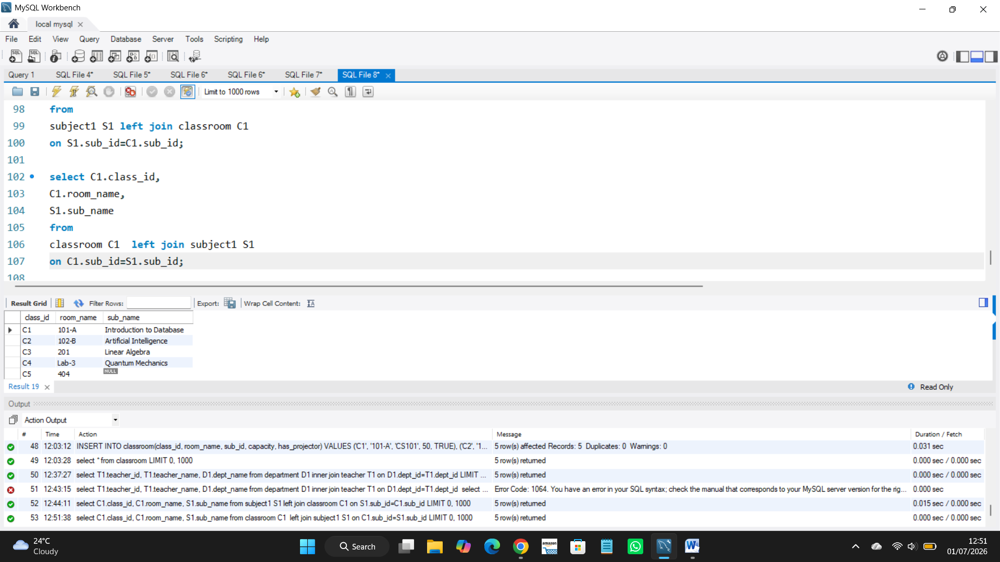 MySQL Workbench
local mysql
File Edit View Query Database Server Tools Scripting Help
Query 1 SQL File 4* SQL File 5* SQL File 6* SQL File 6* SQL File 7* SQL File 8*
Limit to 1000 rows
98 from
99 subject1 S1 left join classroom C1
100 on S1.sub_id=C1.sub_id;
101
102 select C1.class_id,
103 C1.room_name,
104 S1.sub_name
105 from
106 classroom C1  left join subject1 S1
107 on C1.sub_id=S1.sub_id;
108
Result Grid Filter Rows: Export: Wrap Cell Content:
class_id room_name sub_name
C1 101-A Introduction to Database
C2 102-B Artificial Intelligence
C3 201 Linear Algebra
C4 Lab-3 Quantum Mechanics
C5 404 NULL
Result 19 Read Only
Output
Action Output
# Time Action Message Duration / Fetch
48 12:03:12 INSERT INTO classroom(class_id, room_name, sub_id, capacity, has_projector) VALUES ('C1', '101-A', 'CS101', 50, TRUE), ('C2', '1... 5 row(s) affected Records: 5  Duplicates: 0  Warnings: 0 0.031 sec
49 12:03:28 select * from classroom LIMIT 0, 1000 5 row(s) returned 0.000 sec / 0.000 sec
50 12:37:27 select T1.teacher_id, T1.teacher_name, D1.dept_name from department D1 inner join teacher T1 on D1.dept_id=T1.dept_id LIMIT ... 5 row(s) returned 0.000 sec / 0.000 sec
51 12:43:15 select T1.teacher_id, T1.teacher_name, D1.dept_name from department D1 inner join teacher T1 on D1.dept_id=T1.dept_id  select ... Error Code: 1064. You have an error in your SQL syntax; check the manual that corresponds to your MySQL server version for the rig... 0.000 sec
52 12:44:11 select C1.class_id, C1.room_name, S1.sub_name from subject1 S1 left join classroom C1 on S1.sub_id=C1.sub_id LIMIT 0, 1000 5 row(s) returned 0.015 sec / 0.000 sec
53 12:51:38 select C1.class_id, C1.room_name, S1.sub_name from classroom C1  left join subject1 S1 on C1.sub_id=S1.sub_id LIMIT 0, 1000 5 row(s) returned 0.000 sec / 0.000 sec
24°C
Cloudy
Search
amazon
12:51
01/07/2026